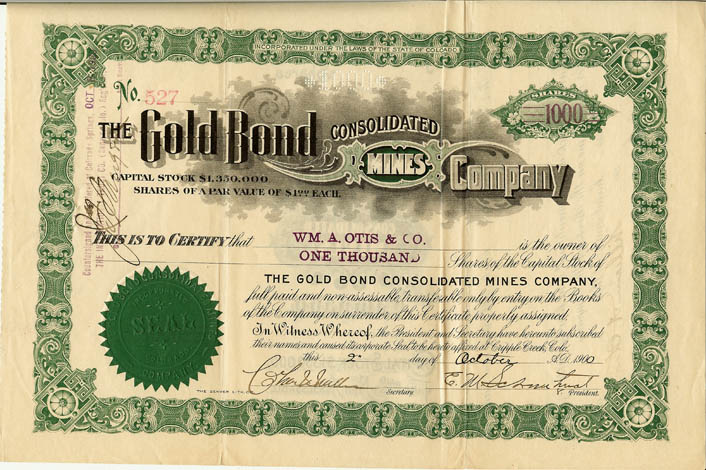 INCORPORATED UNDER THE LAWS OF THE STATE OF COLORADO
No. 527
SHARES
1000
THE Gold Bond CONSOLIDATED MINES Company
CAPITAL STOCK $1,350,000
SHARES OF A PAR VALUE OF $1.00 EACH.
THIS IS TO CERTIFY that WM. A. OTIS & CO. is the owner of
ONE THOUSAND Shares of the Capital Stock of
THE GOLD BOND CONSOLIDATED MINES COMPANY,
full paid and non-assessable, transferable only by entry on the Books
of the Company on surrender of this Certificate properly assigned.
In Witness Whereof, the President and Secretary have hereunto subscribed
their names and caused its corporate Seal to be hereto affixed at Cripple Creek, Colo.
this 2" day of October A.D. 1900
Secretary.
V. President.
THE DENVER LITH. CO.
SEAL
OCT